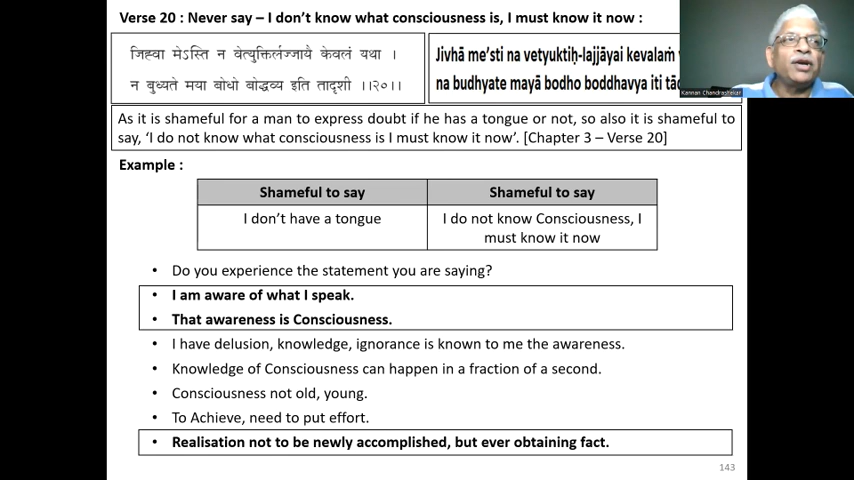 Verse 20 : Never say – I don't know what consciousness is, I must know it now :
जिह्वा मेऽस्ति न वेत्युक्तिर्लज्जायै केवलं यथा ।
न बुध्यते मया बोधो बोद्धव्य इति तादृशी ।।२०।।
Jivhā me'sti na vetyuktiḥ-lajjāyai kevalaṁ
na budhyate mayā bodho boddhavya iti
Kannan Chandrasekar
As it is shameful for a man to express doubt if he has a tongue or not, so also it is shameful to
say, 'I do not know what consciousness is I must know it now'. [Chapter 3 – Verse 20]
Example :
Shameful to say
Shameful to say
I don't have a tongue
I do not know Consciousness, I
must know it now
• Do you experience the statement you are saying?
• I am aware of what I speak.
• That awareness is Consciousness.
• I have delusion, knowledge, ignorance is known to me the awareness.
• Knowledge of Consciousness can happen in a fraction of a second.
• Consciousness not old, young.
• To Achieve, need to put effort.
• Realisation not to be newly accomplished, but ever obtaining fact.
143